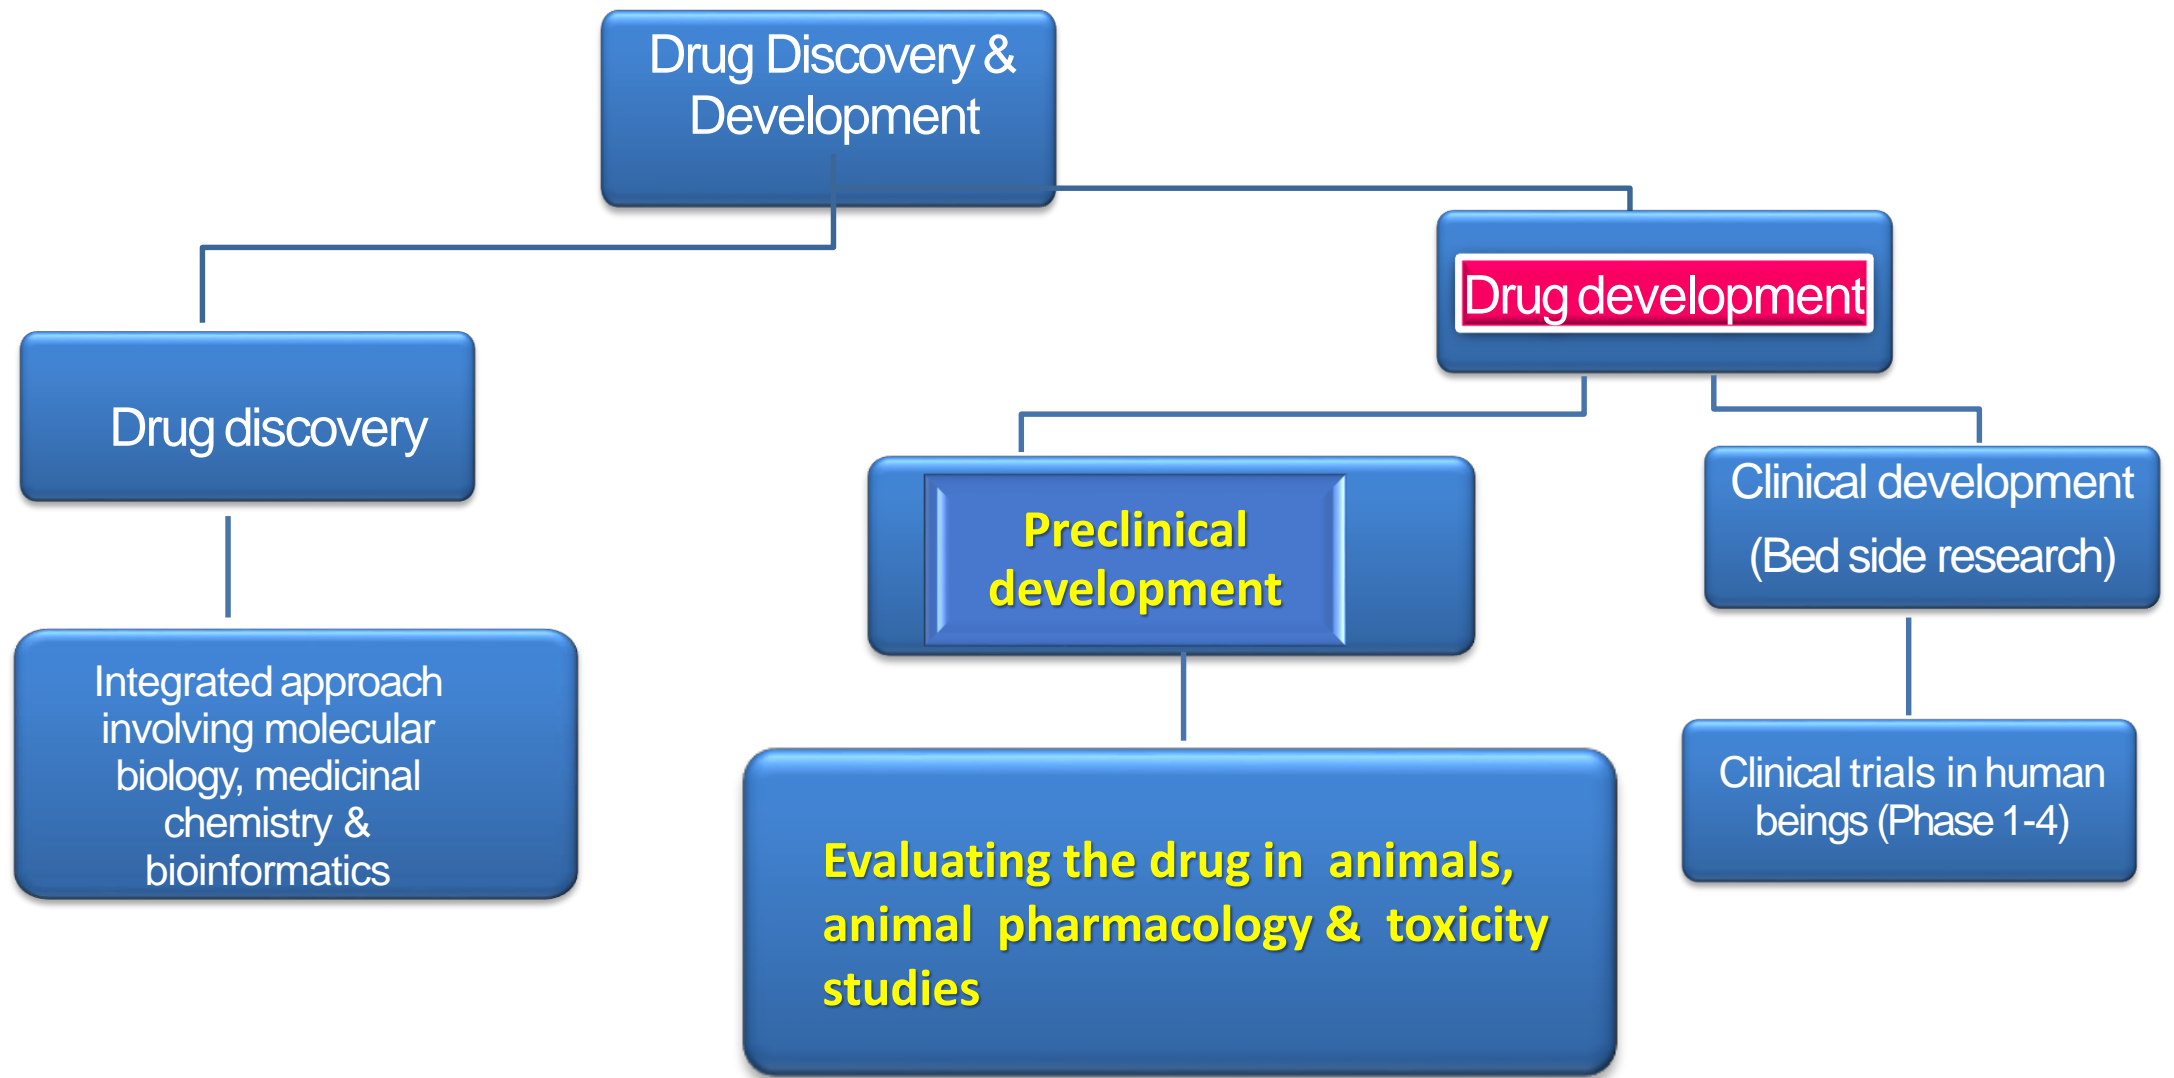 Drug Discovery &
Development
Drug development
Drug discovery
Preclinical
development
Clinical development
(Bed side research)
Integrated approach
involving molecular
biology, medicinal
chemistry &
bioinformatics
Evaluating the drug in animals,
animal pharmacology & toxicity
studies
Clinical trials in human
beings (Phase 1-4)